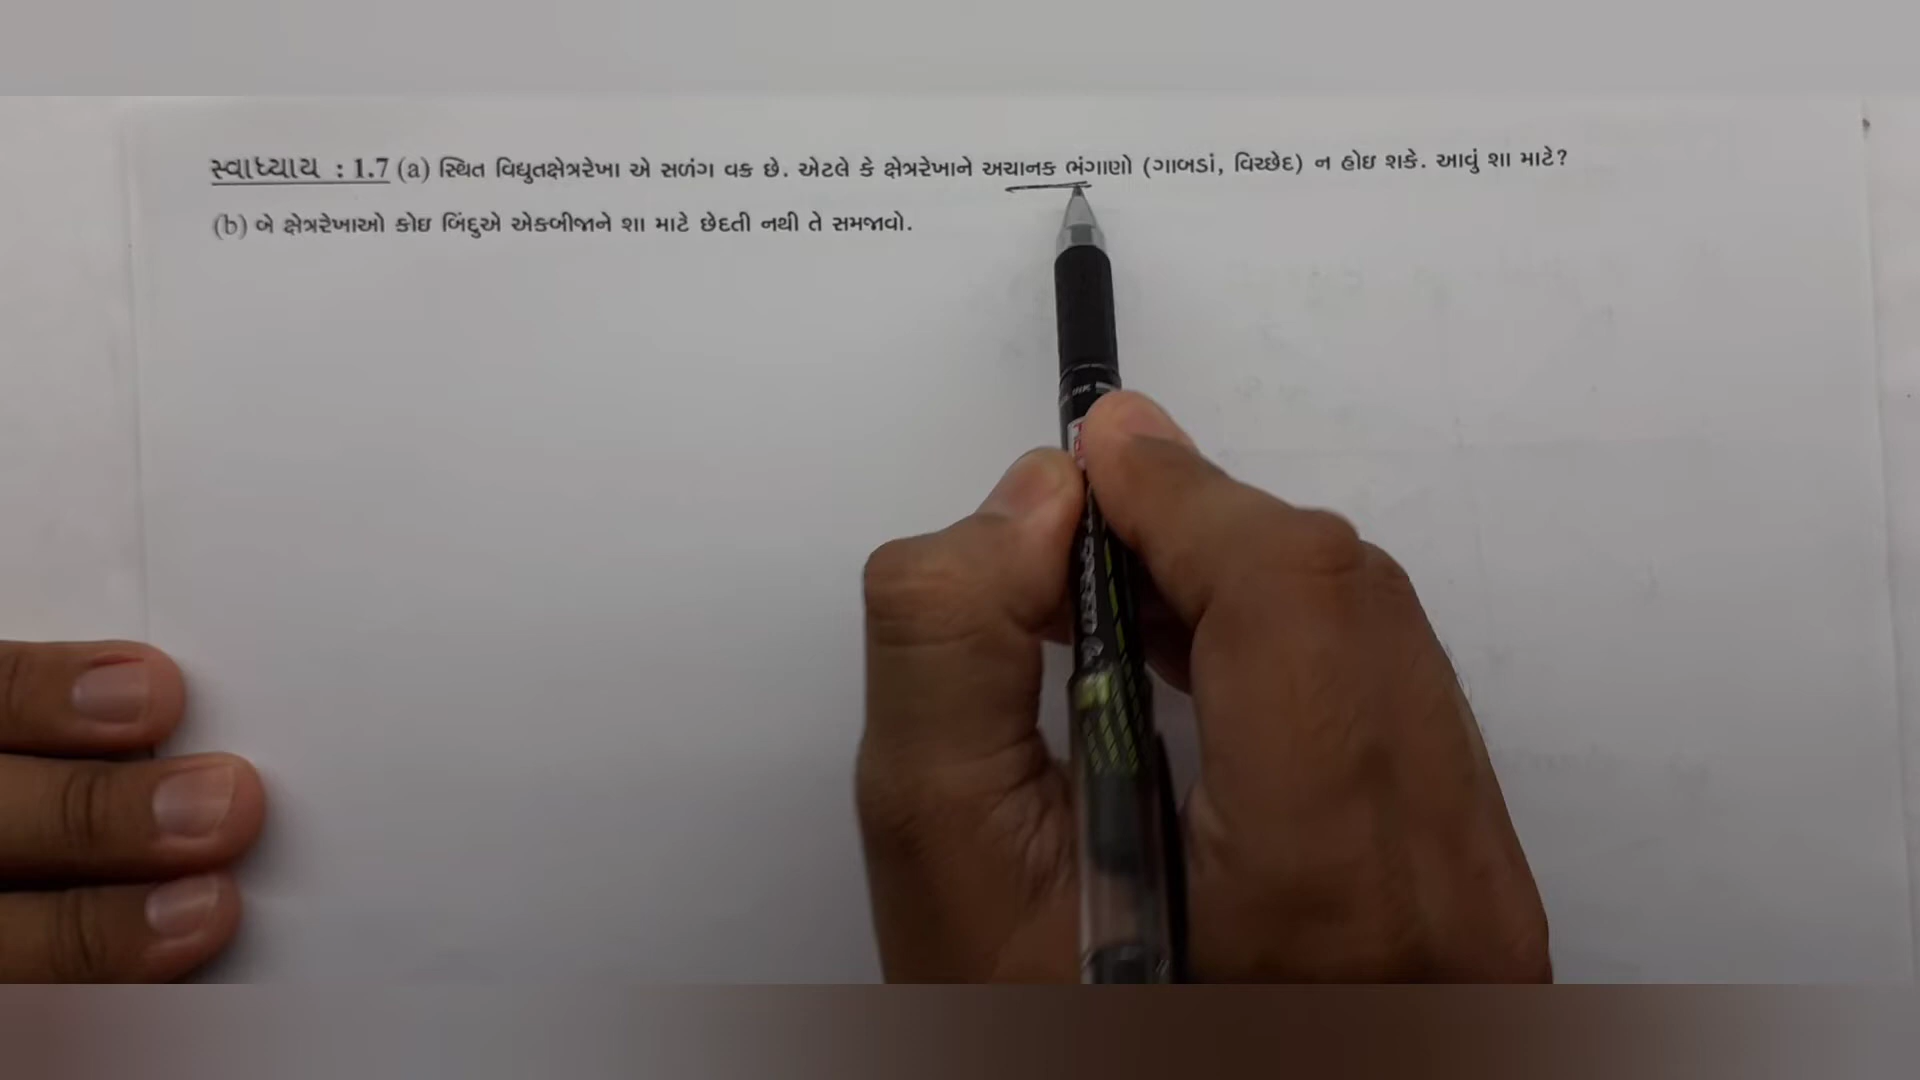 સ્વાધ્યાય : 1.7 (a) સ્થિત વિદ્યુતક્ષેત્રરેખા એ સળંગ વક્ર છે. એટલે કે ક્ષેત્રરેખાને અચાનક ભંગાણો (ગાબડાં, વિચ્છેદ) ન હોઇ શકે. આવું શા માટે?
(b) બે ક્ષેત્રરેખાઓ કોઇ બિંદુએ એકબીજાને શા માટે છેદતી નથી તે સમજાવો.